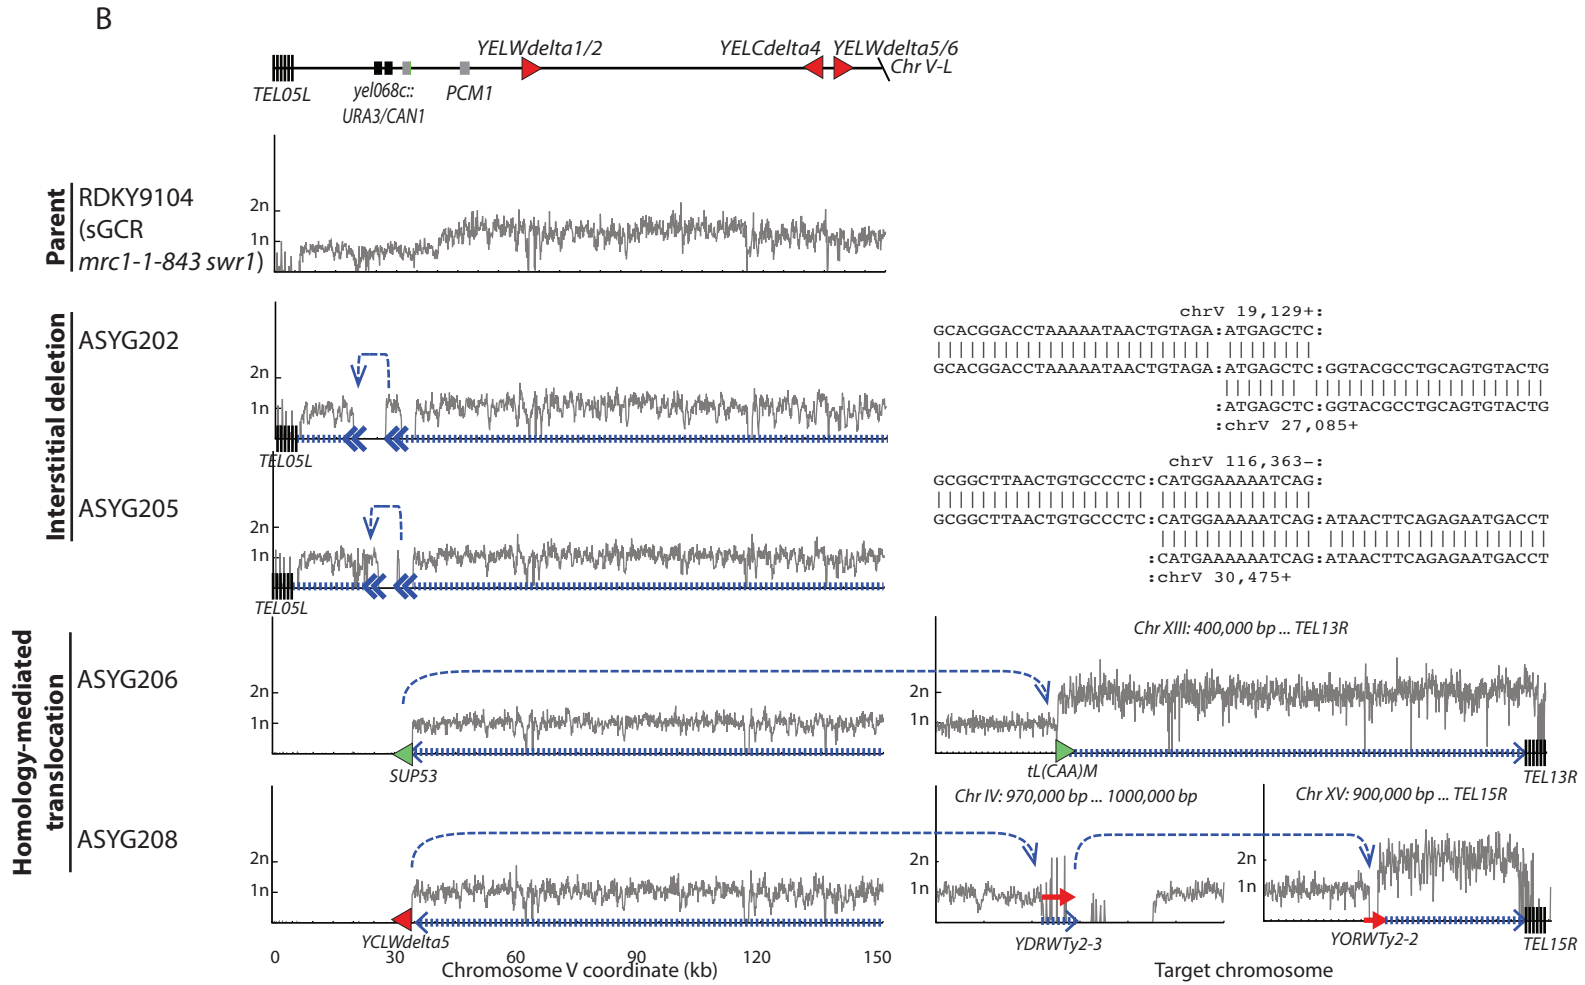 B
YELWdelta1/2
YELCdelta4
YELWdelta5/6
Chr V-L
TEL05L
yel068c::
URA3/CAN1
PCM1
Parent
RDKY9104
(sGCR
mrc1-1-843 swr1)
2n
1n
Interstitial deletion
ASYG202
2n
1n
TEL05L
chrV 19,129+:
GCACGGACCTAAAAATAACTGTAGA:ATGAGCTC:
GCACGGACCTAAAAATAACTGTAGA:ATGAGCTC:GGTACGCCTGCAGTGTACTG
:ATGAGCTC:GGTACGCCTGCAGTGTACTG
:chrV 27,085+
ASYG205
2n
1n
TEL05L
chrV 116,363-:
GCGGCTTAACTGTGCCCTC:CATGGAAAAATCAG:
GCGGCTTAACTGTGCCCTC:CATGGAAAAATCAG:ATAACTTCAGAGAATGACCT
:CATGAAAAAATCAG:ATAACTTCAGAGAATGACCT
:chrV 30,475+
Homology-mediated
translocation
ASYG206
2n
1n
SUP53
Chr XIII: 400,000 bp ... TEL13R
2n
1n
tL(CAA)M
TEL13R
ASYG208
2n
1n
YCLWdelta5
Chr IV: 970,000 bp ... 1000,000 bp
2n
1n
YDRWTy2-3
Chr XV: 900,000 bp ... TEL15R
2n
1n
YORWTy2-2
TEL15R
0 30 60 90 120 150
Chromosome V coordinate (kb)
Target chromosome